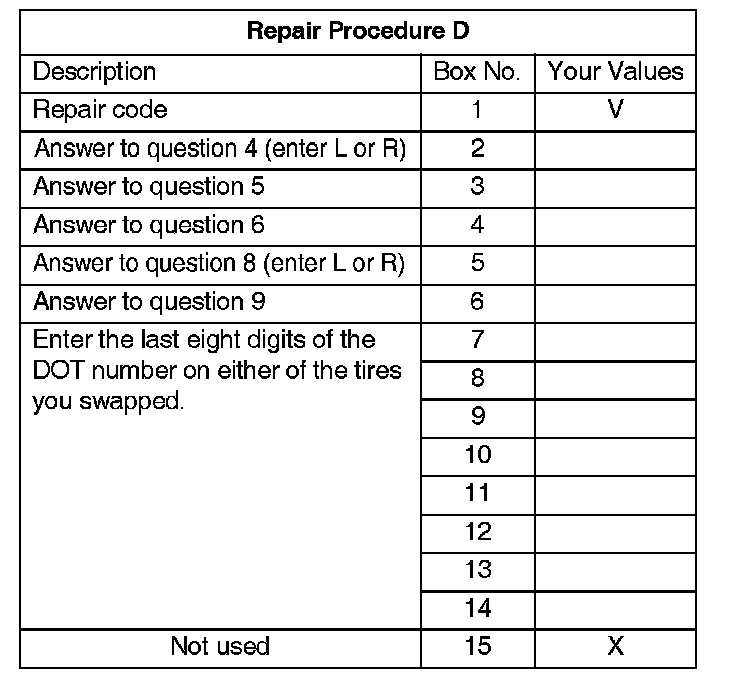 Repair Procedure D
Description Box No. Your Values
Repair code 1 V
Answer to question 4 (enter L or R) 2
Answer to question 5 3
Answer to question 6 4
Answer to question 8 (enter L or R) 5
Answer to question 9 6
Enter the last eight digits of the 7
DOT number on either of the tires 8
you swapped. 9
10
11
12
13
14
Not used 15 X